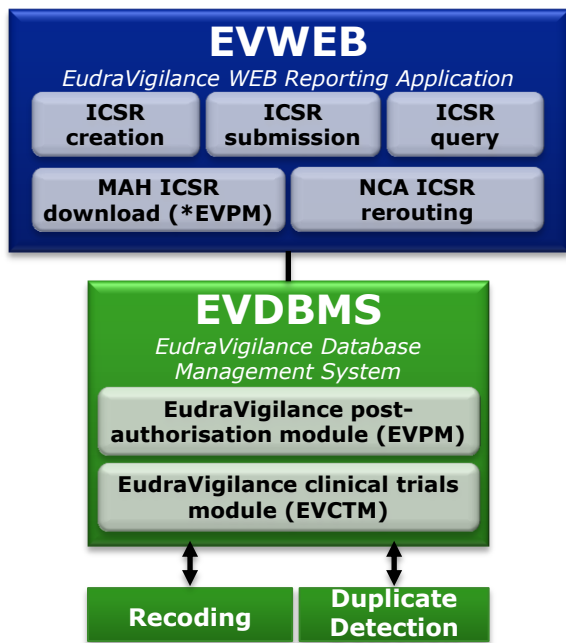 EVWEB
EudraVigilance WEB Reporting Application
ICSR
creation
ICSR
submission
ICSR
query
MAH ICSR
download (*EVPM)
NCA ICSR
rerouting
EVDBMS
EudraVigilance Database
Management System
EudraVigilance post-
authorisation module (EVPM)
EudraVigilance clinical trials
module (EVCTM)
Recoding
Duplicate
Detection